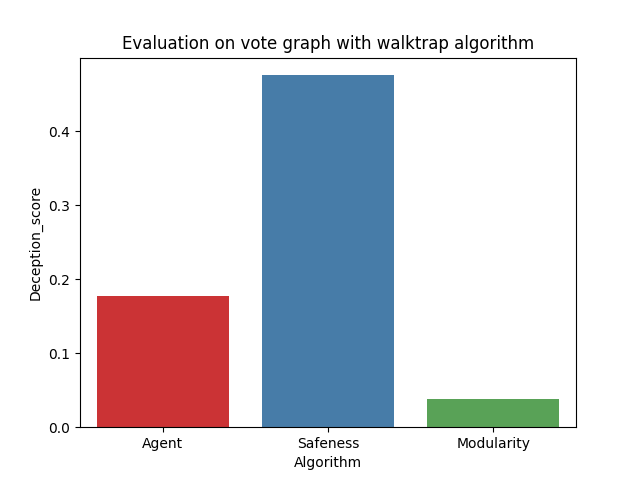 Evaluation on vote graph with walktrap algorithm
Deception_score
0.4
0.3
0.2
0.1
0.0
Agent Safeness Modularity
Algorithm